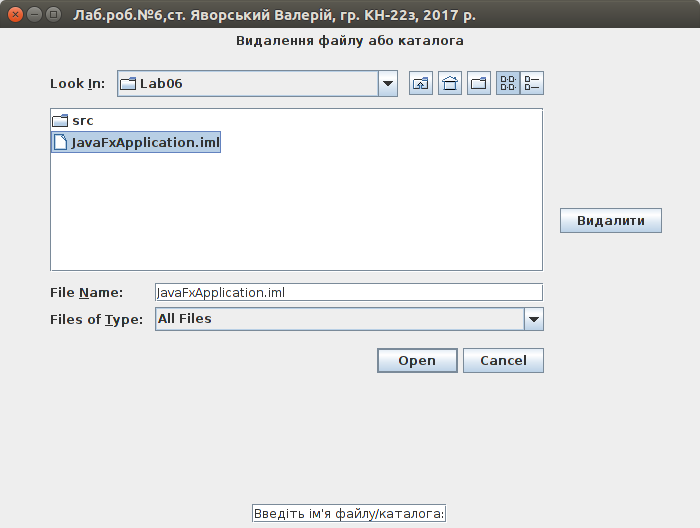 Лаб.роб.№6,ст. Яворський Валерій, гр. КН-22з, 2017 р.
Видалення файлу або каталога
Look In: Lab06
src
JavaFxApplication.iml
Видалити
File Name: JavaFxApplication.iml
Files of Type: All Files
Open Cancel
Введіть ім'я файлу/каталога: